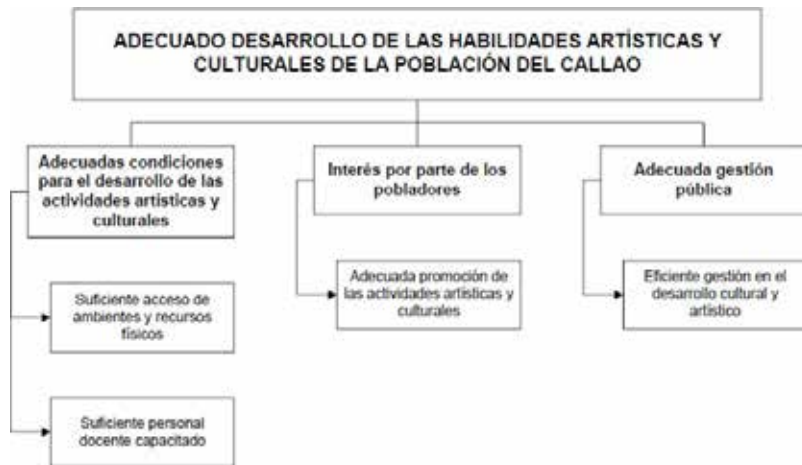 ADECUADO DESARROLLO DE LAS HABILIDADES ARTÍSTICAS Y
CULTURALES DE LA POBLACIÓN DEL CALLAO
Adecuadas condiciones
para el desarrollo de las
actividades artísticas y
culturales
Suficiente acceso de
ambientes y recursos
físicos
Suficiente personal
docente capacitado
Interés por parte de los
pobladores
Adecuada promoción de
las actividades artísticas y
culturales
Adecuada gestión
pública
Eficiente gestión en el
desarrollo cultural y
artístico